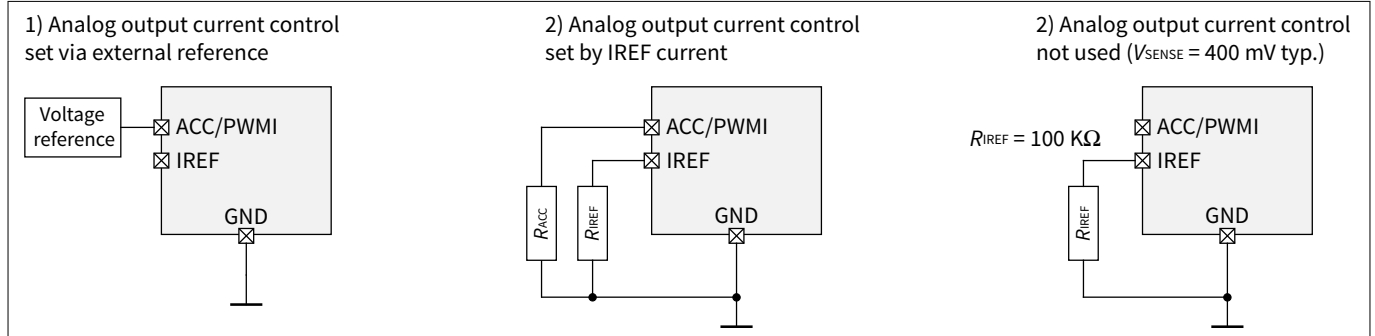 1) Analog output current control
set via external reference
Voltage
reference
ACC/PWMI
IREF
GND
2) Analog output current control
set by IREF current
ACC/PWMI
IREF
RACC
RIREF
GND
2) Analog output current control
not used (VSENSE = 400 mV typ.)
RIREF = 100 KΩ
ACC/PWMI
IREF
RIREF
GND